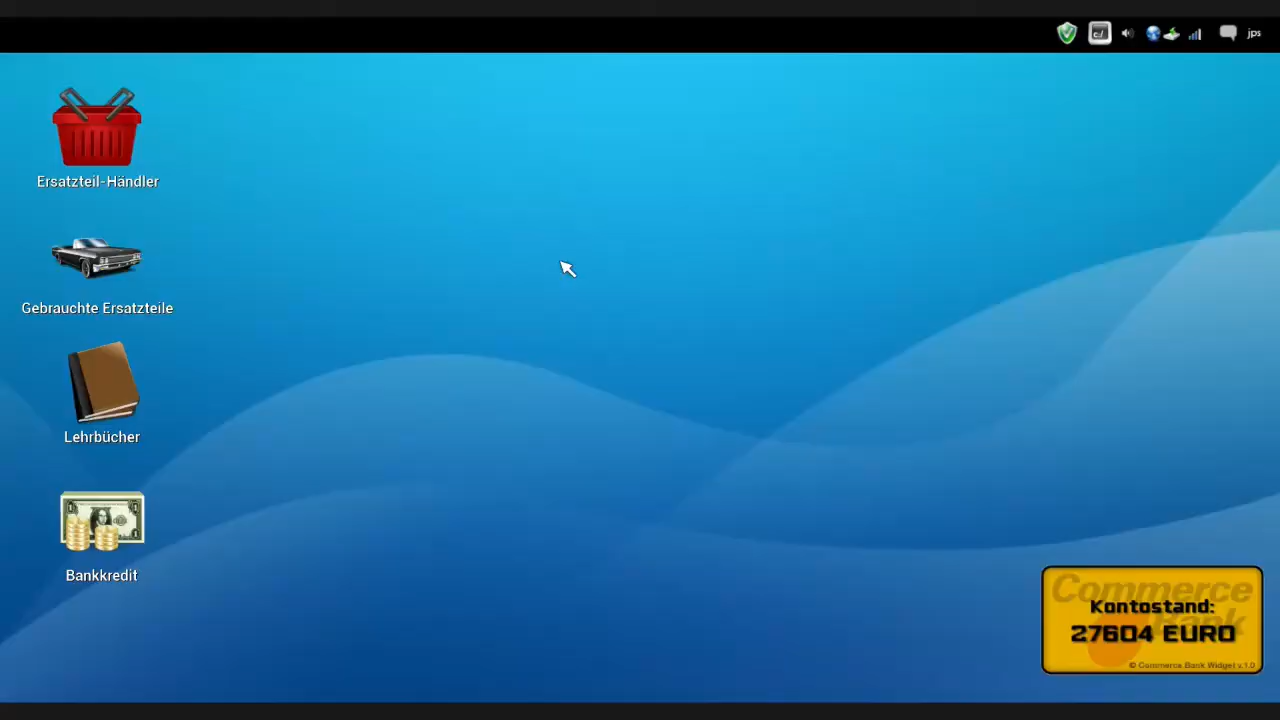 c:/
jps
Ersatzteil-Händler
Gebrauchte Ersatzteile
Lehrbücher
Bankkredit
Commerce
Bank
Kontostand:
27604 EURO
© Commerce Bank Widget v.1.0